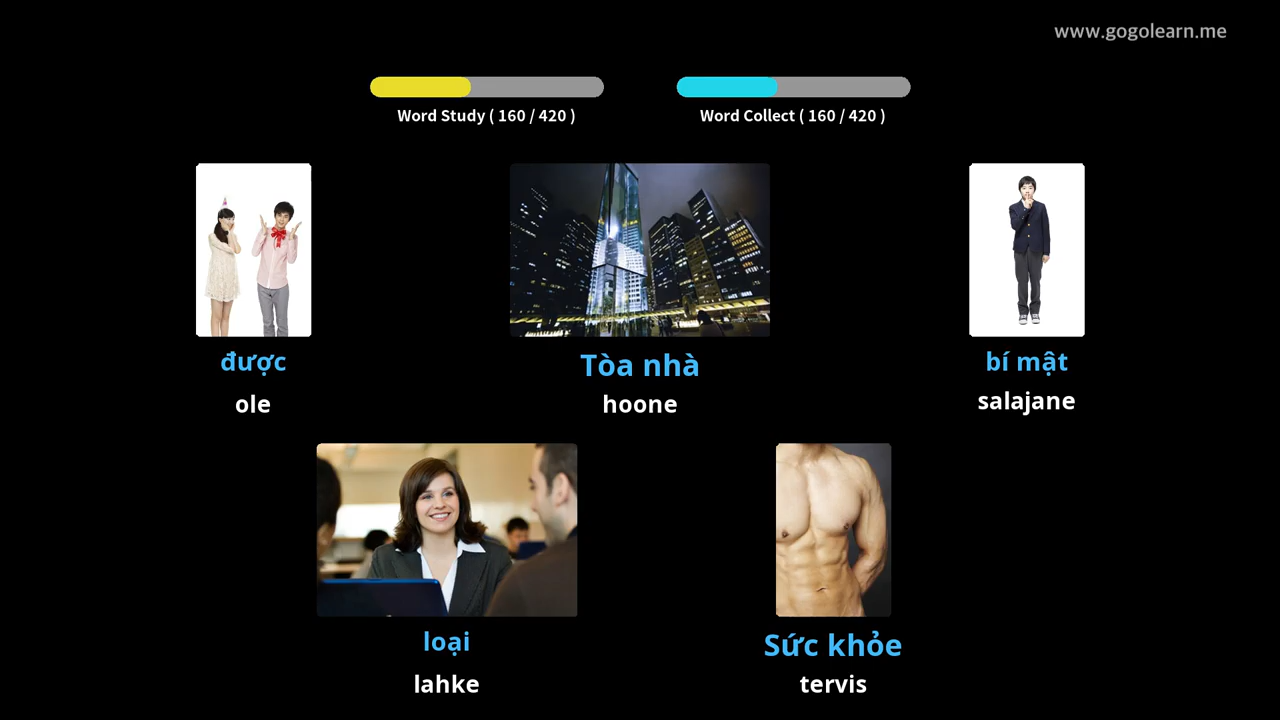 www.gogolearn.me
Word Study ( 160 / 420 )
Word Collect ( 160 / 420 )
được
ole
Tòa nhà
hoone
bí mật
salajane
loại
lahke
Sức khỏe
tervis